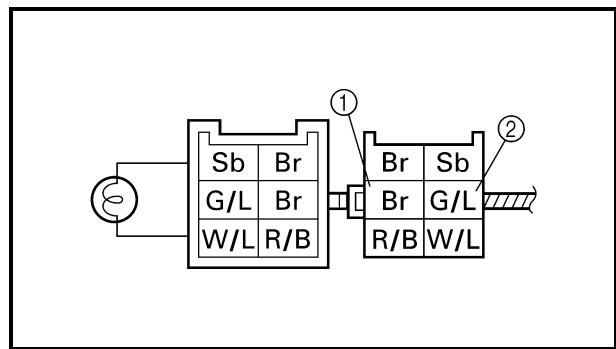 ① ②
Sb Br Br Sb
G/L Br Br G/L
W/L R/B R/B W/L